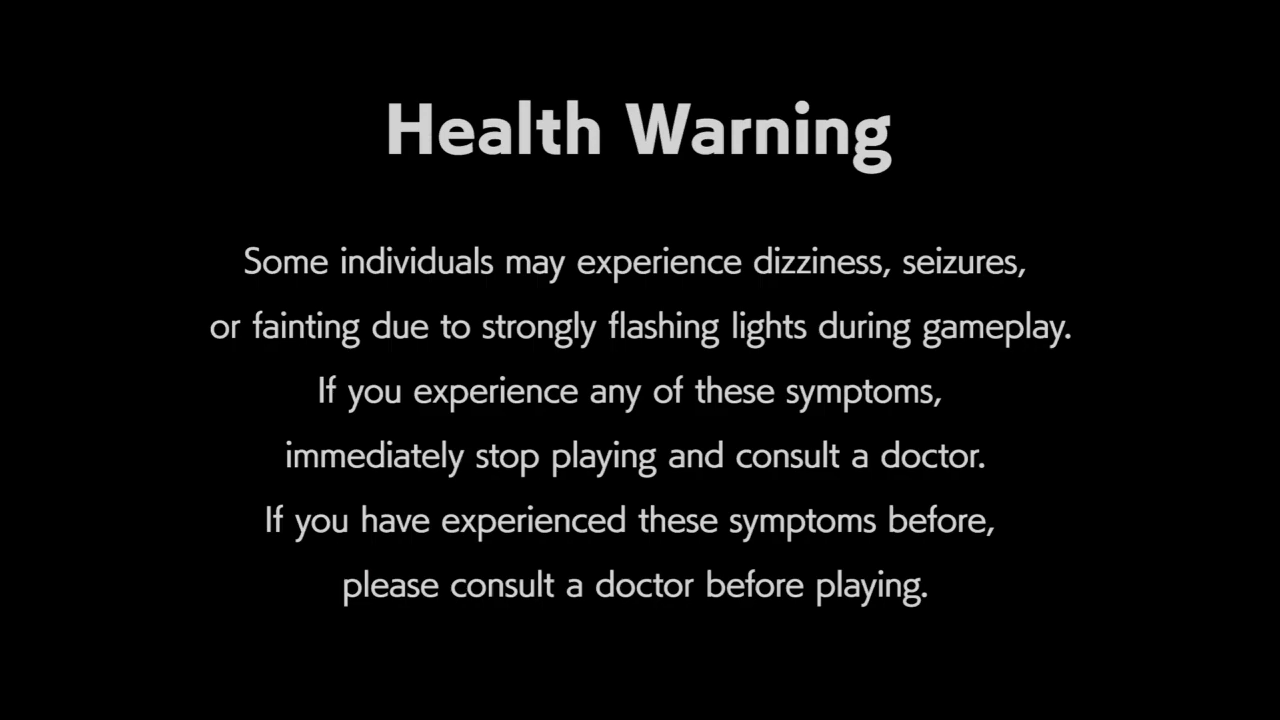 Health Warning
Some individuals may experience dizziness, seizures,
or fainting due to strongly flashing lights during gameplay.
If you experience any of these symptoms,
immediately stop playing and consult a doctor.
If you have experienced these symptoms before,
please consult a doctor before playing.